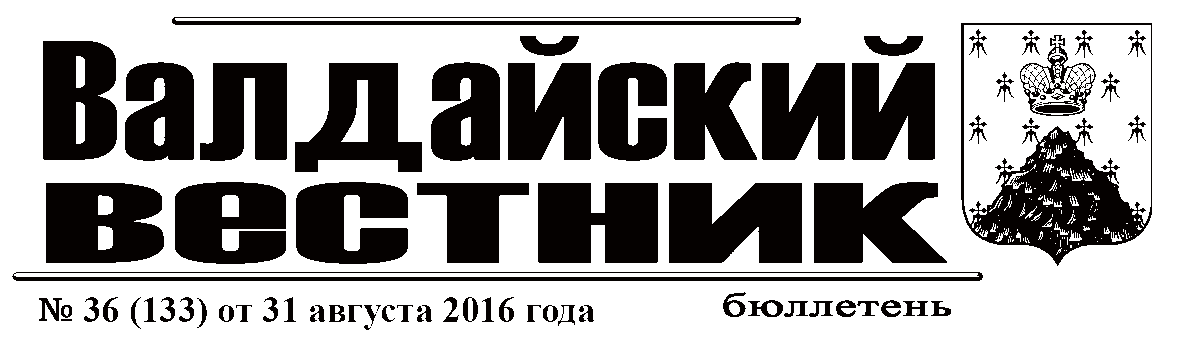 Валдайский
вестник
№ 36 (133) от 31 августа 2016 года
бюллетень